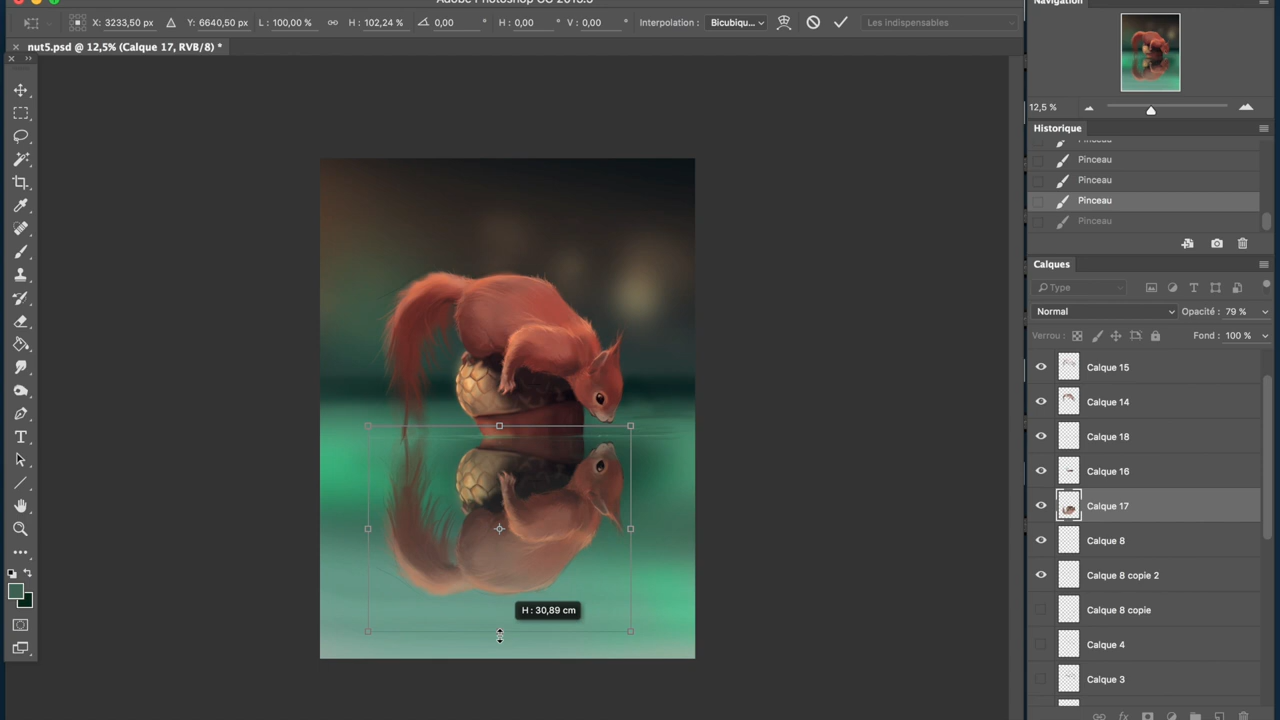 X: 3233,50 px
Y: 6640,50 px
L: 100,00 %
H: 102,24 %
0,00 °
H: 0,00 °
V: 0,00 °
Interpolation :
Bicubiqu...
Les indispensables
nut5.psd @ 12,5% (Calque 17, RVB/8) *
H : 30,89 cm
Navigation
12,5 %
Historique
Pinceau
Pinceau
Pinceau
Pinceau
Pinceau
Calques
Type
Normal
Opacité : 79 %
Verrou :
Fond : 100 %
Calque 15
Calque 14
Calque 18
Calque 16
Calque 17
Calque 8
Calque 8 copie 2
Calque 8 copie
Calque 4
Calque 3